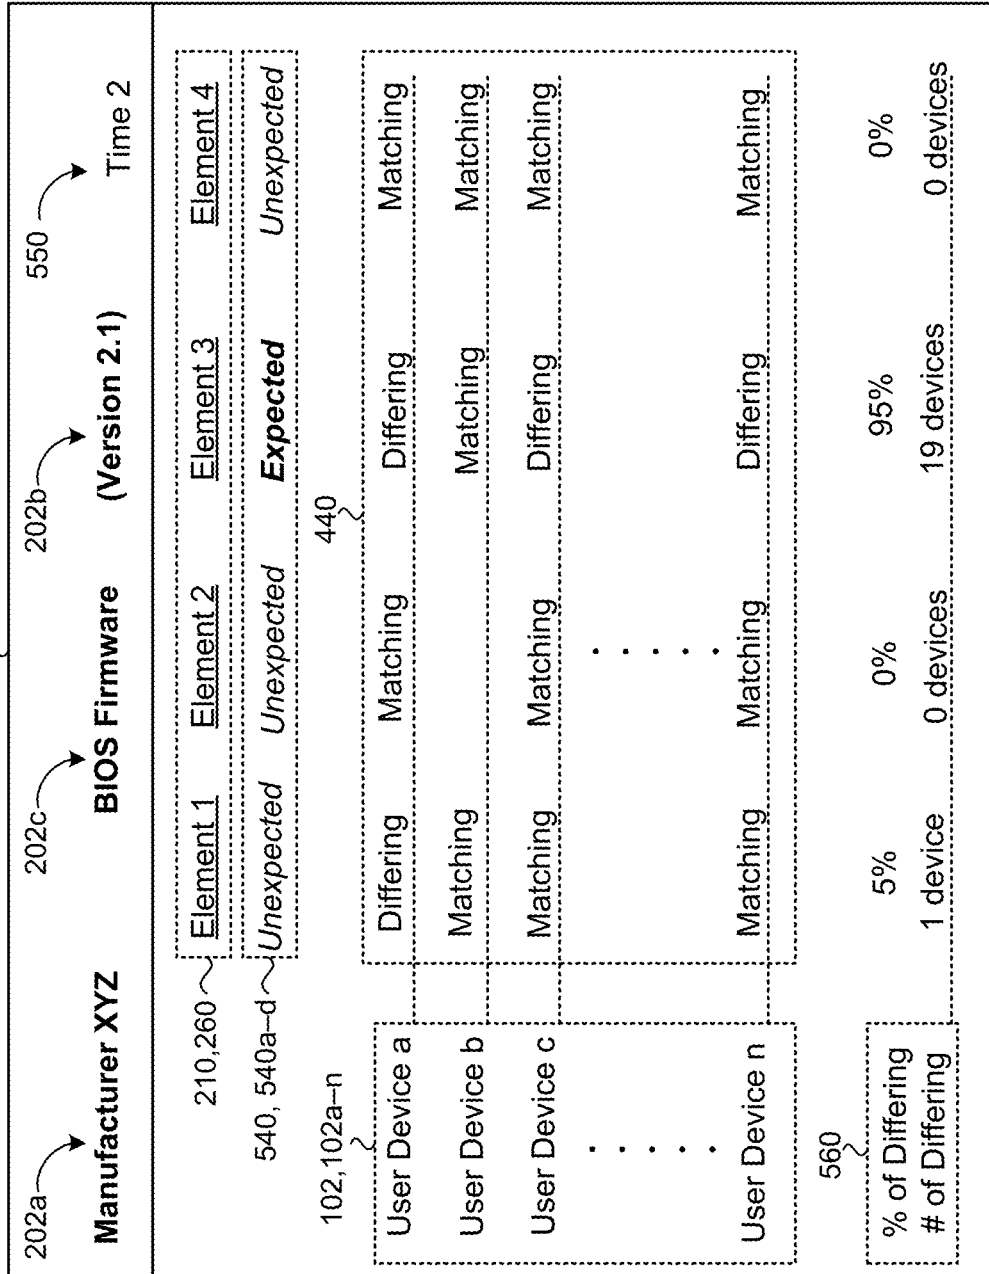 202a 202c 202b 550
Manufacturer XYZ BIOS Firmware (Version 2.1) Time 2
210,260 Element 1 Element 2 Element 3 Element 4
540, 540a–d Unexpected Unexpected Expected Unexpected
102,102a–n 440
User Device a Differing Matching Differing Matching
User Device b Matching Matching Matching
User Device c Matching Matching Differing Matching
. . . . . . . . . .
User Device n Matching Matching Differing Matching
560
% of Differing 5% 0% 95% 0%
# of Differing 1 device 0 devices 19 devices 0 devices